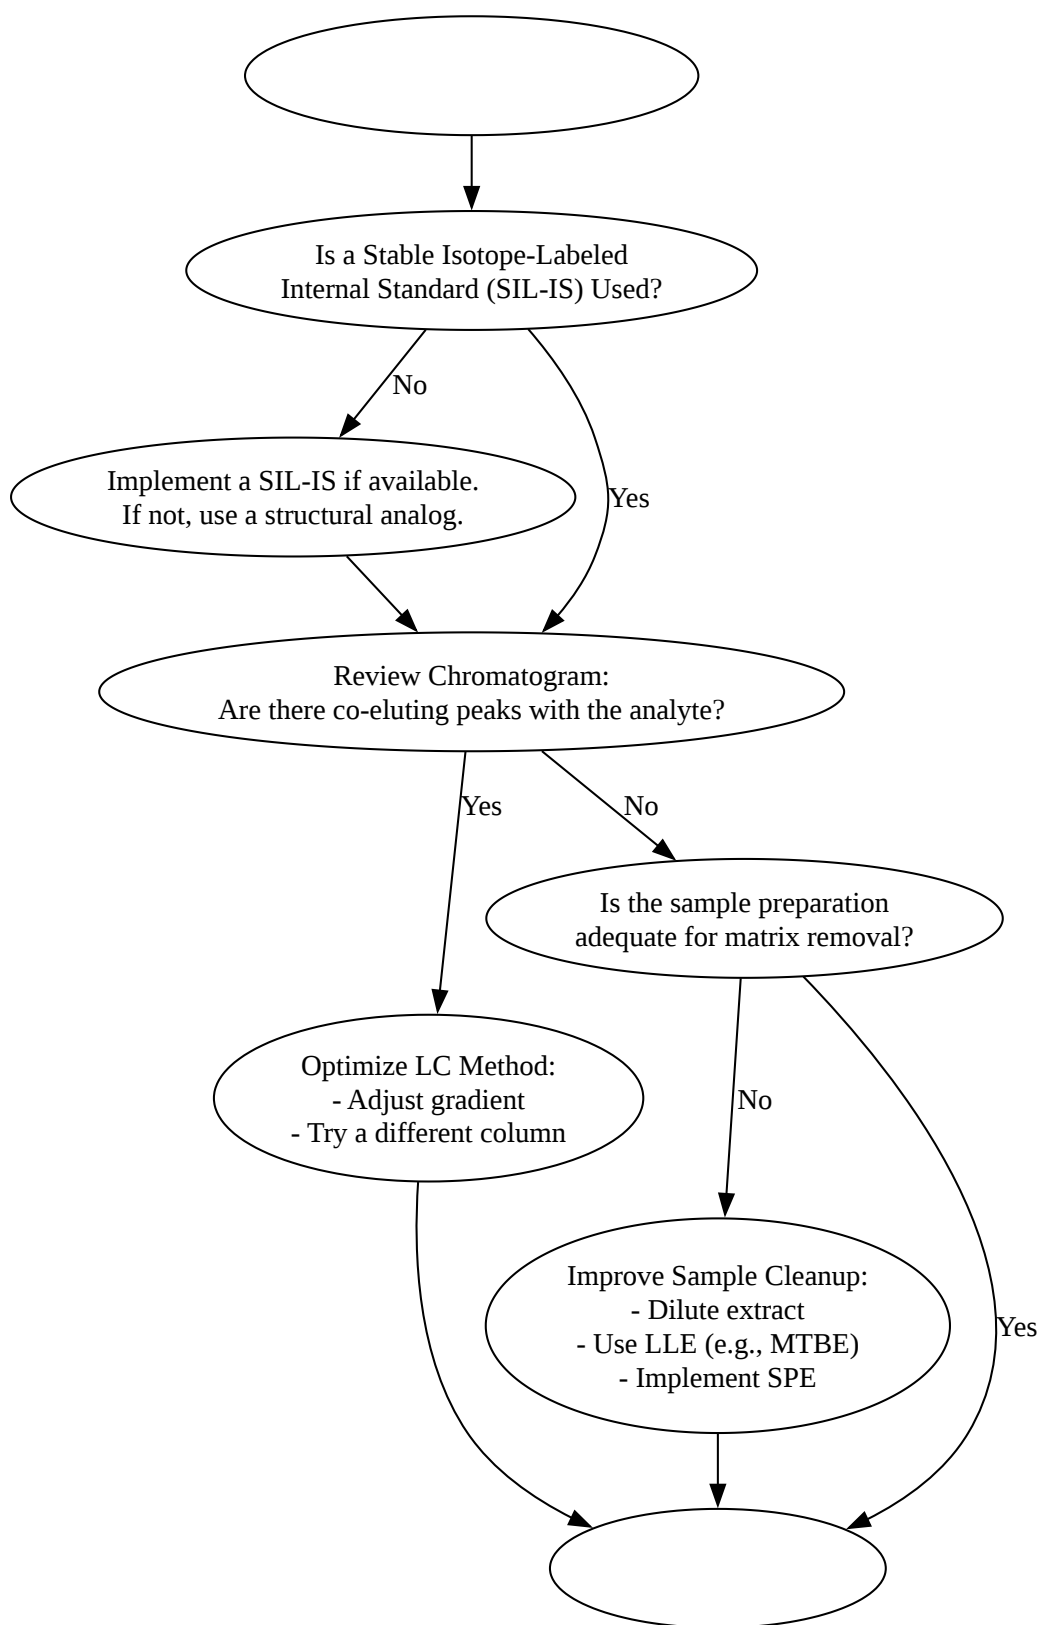 Is a Stable Isotope-Labeled
Internal Standard (SIL-IS) Used?
No
Implement a SIL-IS if available.
If not, use a structural analog.
Yes
Review Chromatogram:
Are there co-eluting peaks with the analyte?
Yes
No
Is the sample preparation
adequate for matrix removal?
Optimize LC Method:
- Adjust gradient
- Try a different column
No
Improve Sample Cleanup:
- Dilute extract
- Use LLE (e.g., MTBE)
- Implement SPE
Yes